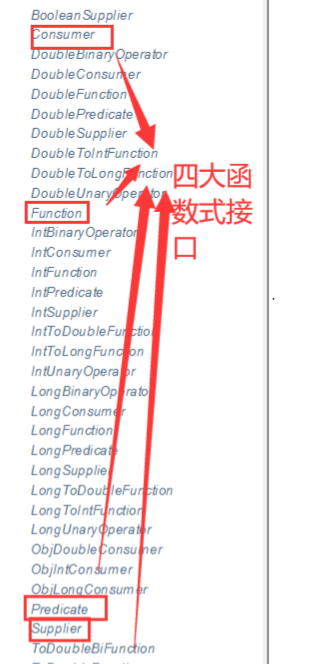 BooleanSupplier
Consumer
DoubleBinaryOperator
DoubleConsumer
DoubleFunction
DoublePredicate
DoubleSupplier
DoubleToIntFunction
DoubleToLongFunction
DoubleUnaryOperator
Function
IntBinaryOperator
IntConsumer
IntFunction
IntPredicate
IntSupplier
IntToDoubleFunction
IntToLongFunction
IntUnaryOperator
LongBinaryOperator
LongConsumer
LongFunction
LongPredicate
LongSupplier
LongToDoubleFunction
LongToIntFunction
LongUnaryOperator
ObjDoubleConsumer
ObjIntConsumer
ObjLongConsumer
Predicate
Supplier
ToDoubleBiFunction
四大函
数式接
口